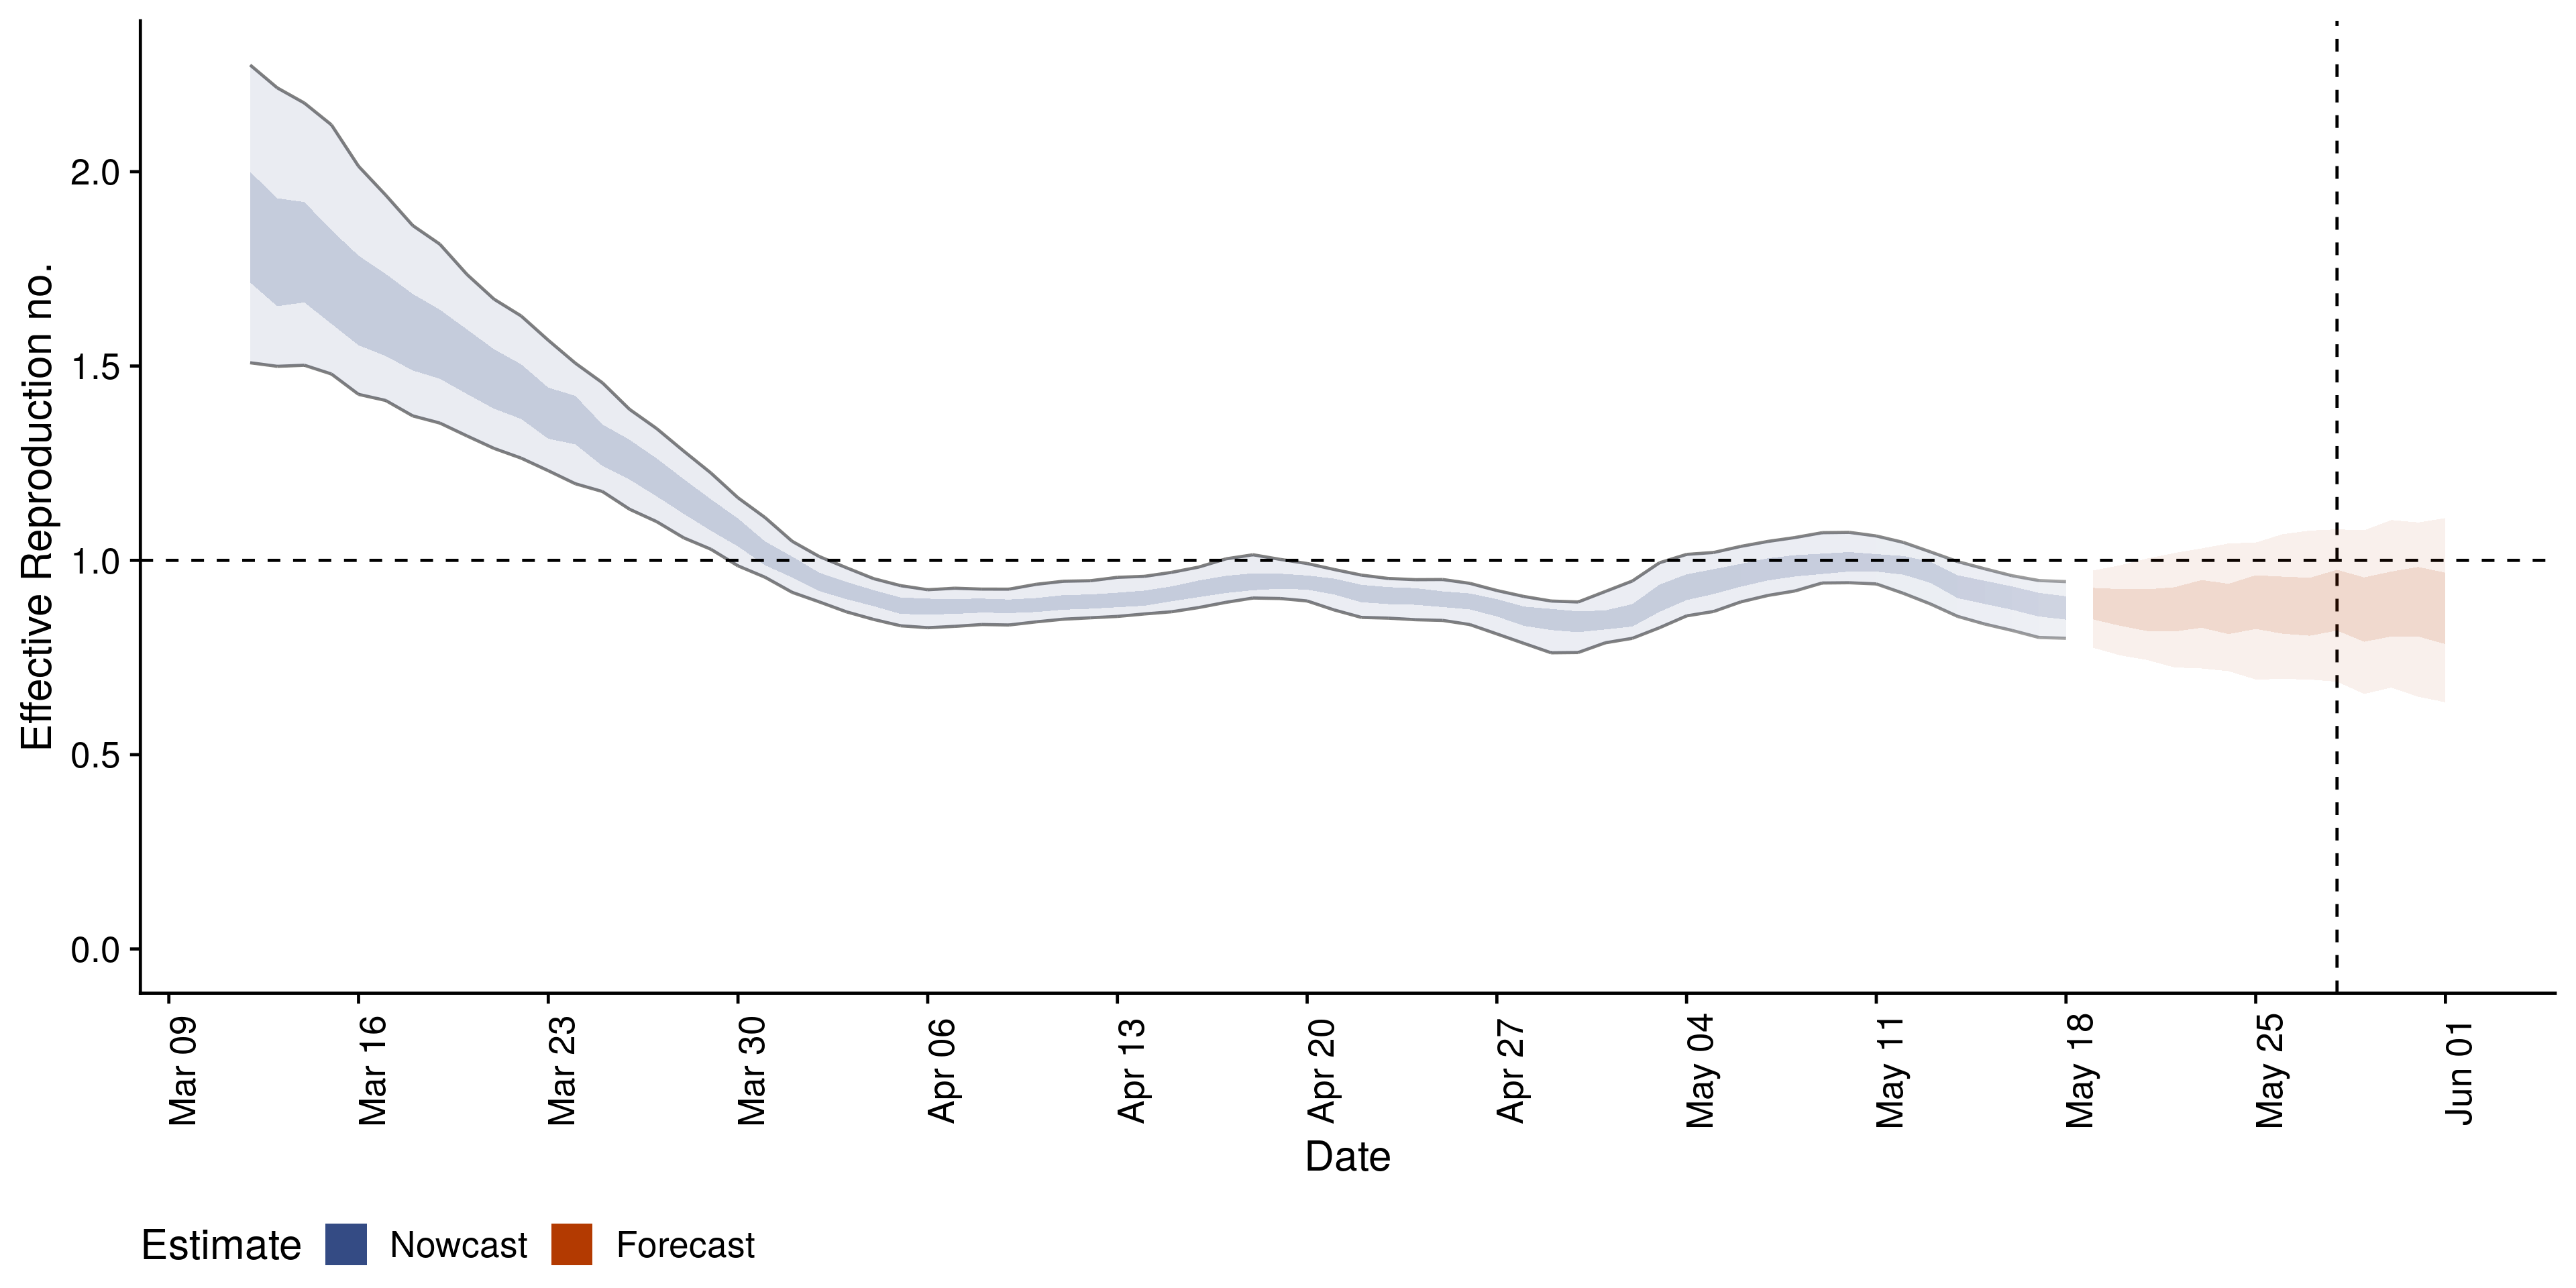 Effective Reproduction no.
2.0
1.5
1.0
0.5
0.0
Mar 09
Mar 16
Mar 23
Mar 30
Apr 06
Apr 13
Apr 20
Apr 27
May 04
May 11
May 18
May 25
Jun 01
Date
Estimate Nowcast Forecast